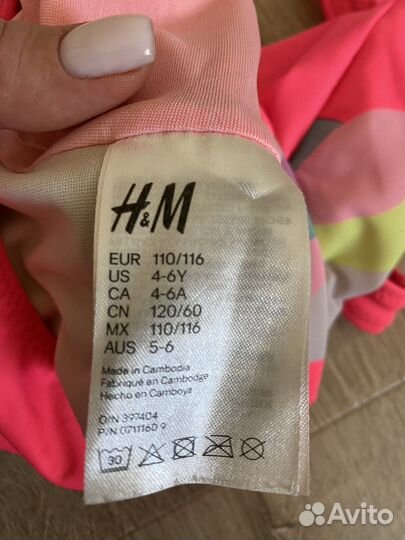 H&M
EUR 110/116
US 4-6Y
CA 4-6A
CN 120/60
MX 110/116
AUS 5-6
Made in Cambodia
Fabriqué en Cambodge
Hecho en Camboya
O/N 397404
P/N 0711160 9
30
Avito